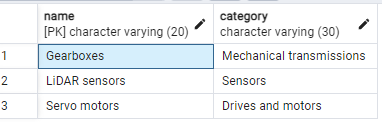 name category
[PK] character varying (20) character varying (30)
1 Gearboxes Mechanical transmissions
2 LiDAR sensors Sensors
3 Servo motors Drives and motors